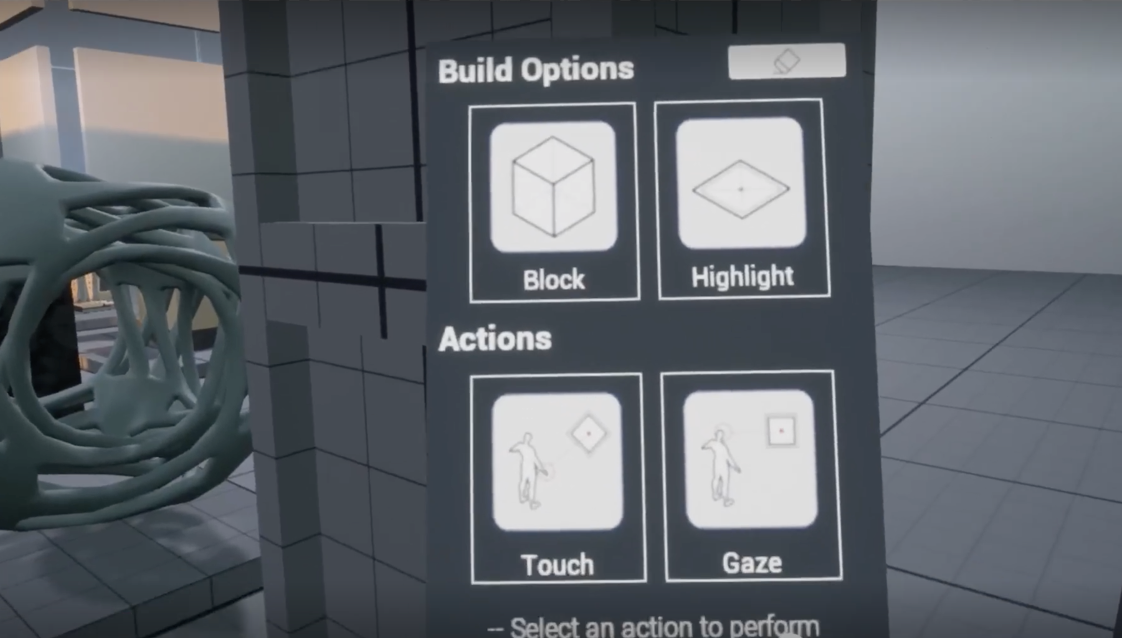 Build Options
Block
Highlight
Actions
Touch
Gaze
-- Select an action to perform